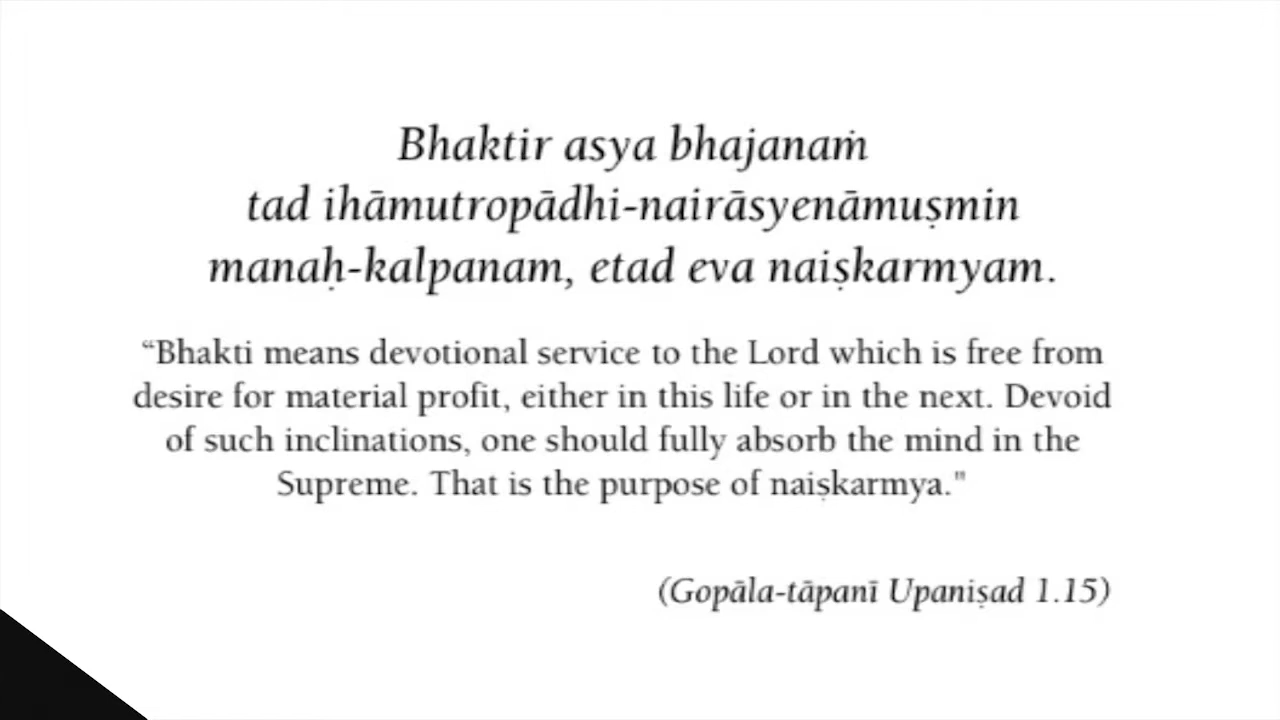 Bhaktir asya bhajanaṁ
tad ihāmutropādhi-nairāsyenāmuṣmin
manaḥ-kalpanam, etad eva naiṣkarmyam.
“Bhakti means devotional service to the Lord which is free from
desire for material profit, either in this life or in the next. Devoid
of such inclinations, one should fully absorb the mind in the
Supreme. That is the purpose of naiṣkarmya."
(Gopāla-tāpanī Upaniṣad 1.15)